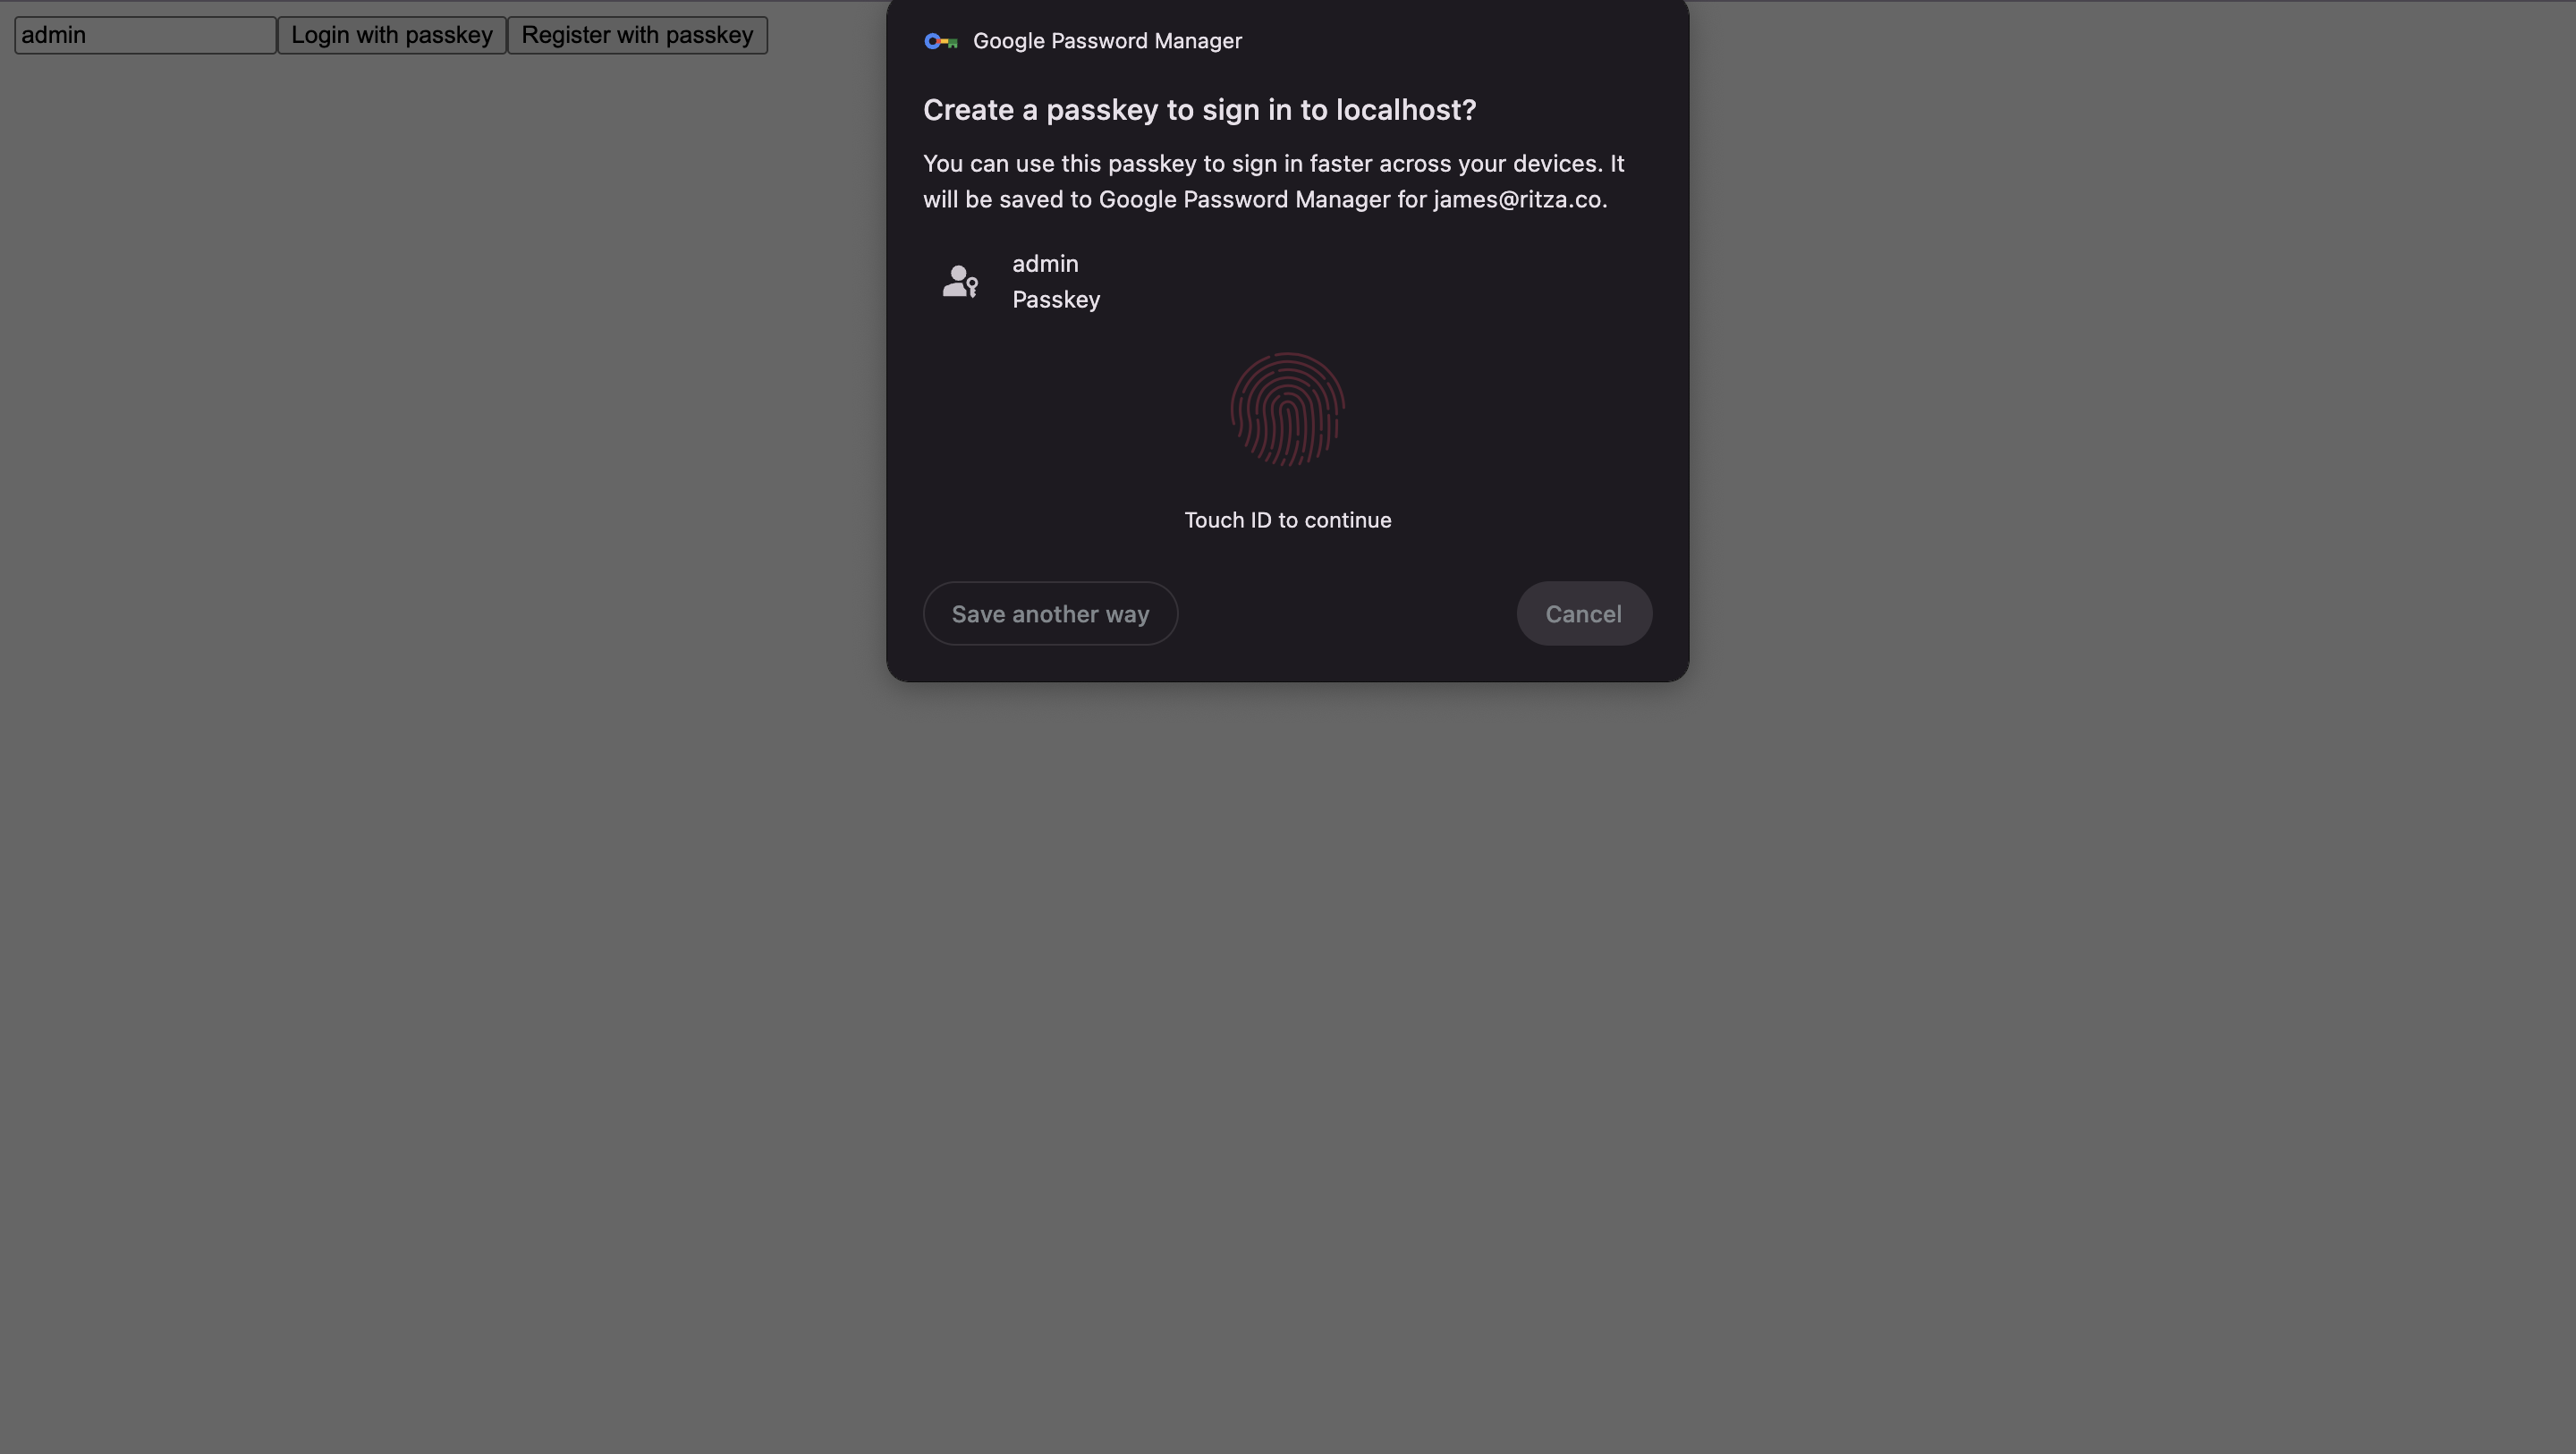 admin
Login with passkey
Register with passkey
Google Password Manager
Create a passkey to sign in to localhost?
You can use this passkey to sign in faster across your devices. It
will be saved to Google Password Manager for james@ritza.co.
admin
Passkey
Touch ID to continue
Save another way
Cancel